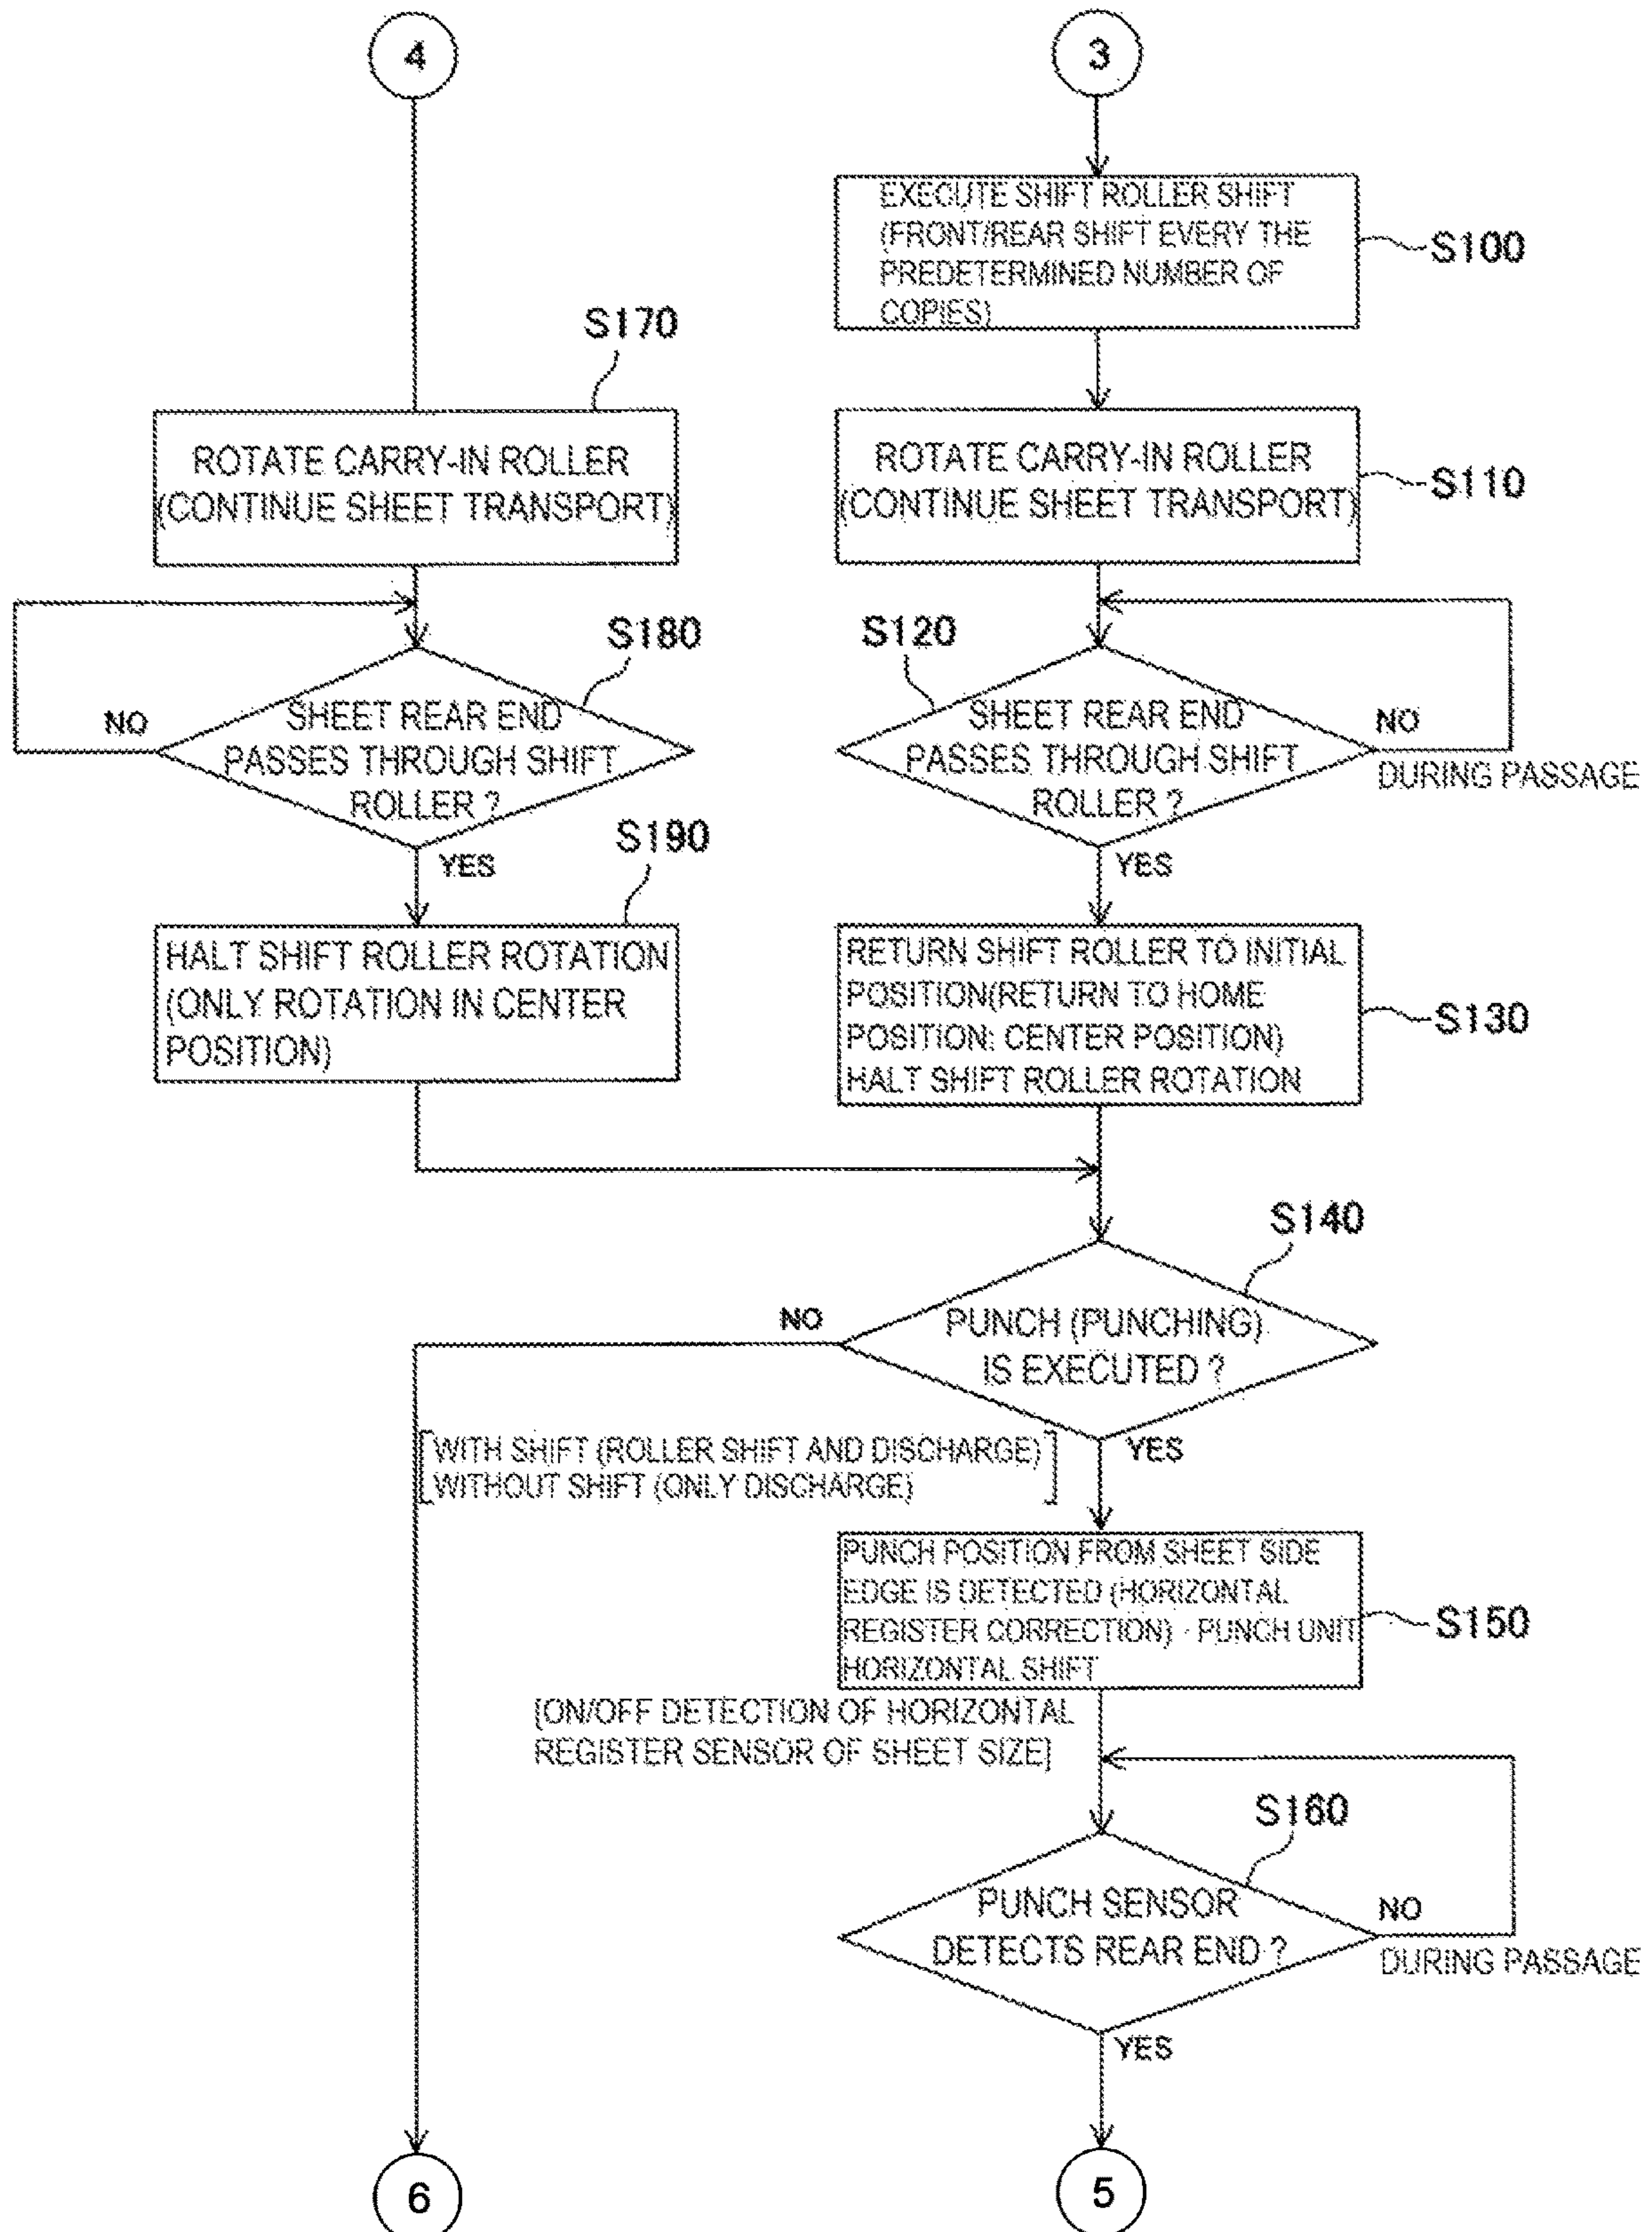 4
3
EXECUTE SHIFT ROLLER SHIFT
(FRONT/REAR SHIFT EVERY THE
PREDETERMINED NUMBER OF
COPIES)
S100
S170
ROTATE CARRY-IN ROLLER
(CONTINUE SHEET TRANSPORT)
ROTATE CARRY-IN ROLLER
(CONTINUE SHEET TRANSPORT)
S110
S180
S120
NO
SHEET REAR END
PASSES THROUGH SHIFT
ROLLER ?
SHEET REAR END
PASSES THROUGH SHIFT
ROLLER ?
NO
DURING PASSAGE
YES
S190
YES
HALT SHIFT ROLLER ROTATION
(ONLY ROTATION IN CENTER
POSITION)
RETURN SHIFT ROLLER TO INITIAL
POSITION(RETURN TO HOME
POSITION: CENTER POSITION)
HALT SHIFT ROLLER ROTATION
S130
S140
NO
PUNCH (PUNCHING)
IS EXECUTED ?
[WITH SHIFT (ROLLER SHIFT AND DISCHARGE)
WITHOUT SHIFT (ONLY DISCHARGE)]
YES
PUNCH POSITION FROM SHEET SIDE
EDGE IS DETECTED (HORIZONTAL
REGISTER CORRECTION) · PUNCH UNIT
HORIZONTAL SHIFT
S150
[ON/OFF DETECTION OF HORIZONTAL
REGISTER SENSOR OF SHEET SIZE]
S160
PUNCH SENSOR
DETECTS REAR END ?
NO
DURING PASSAGE
YES
6
5